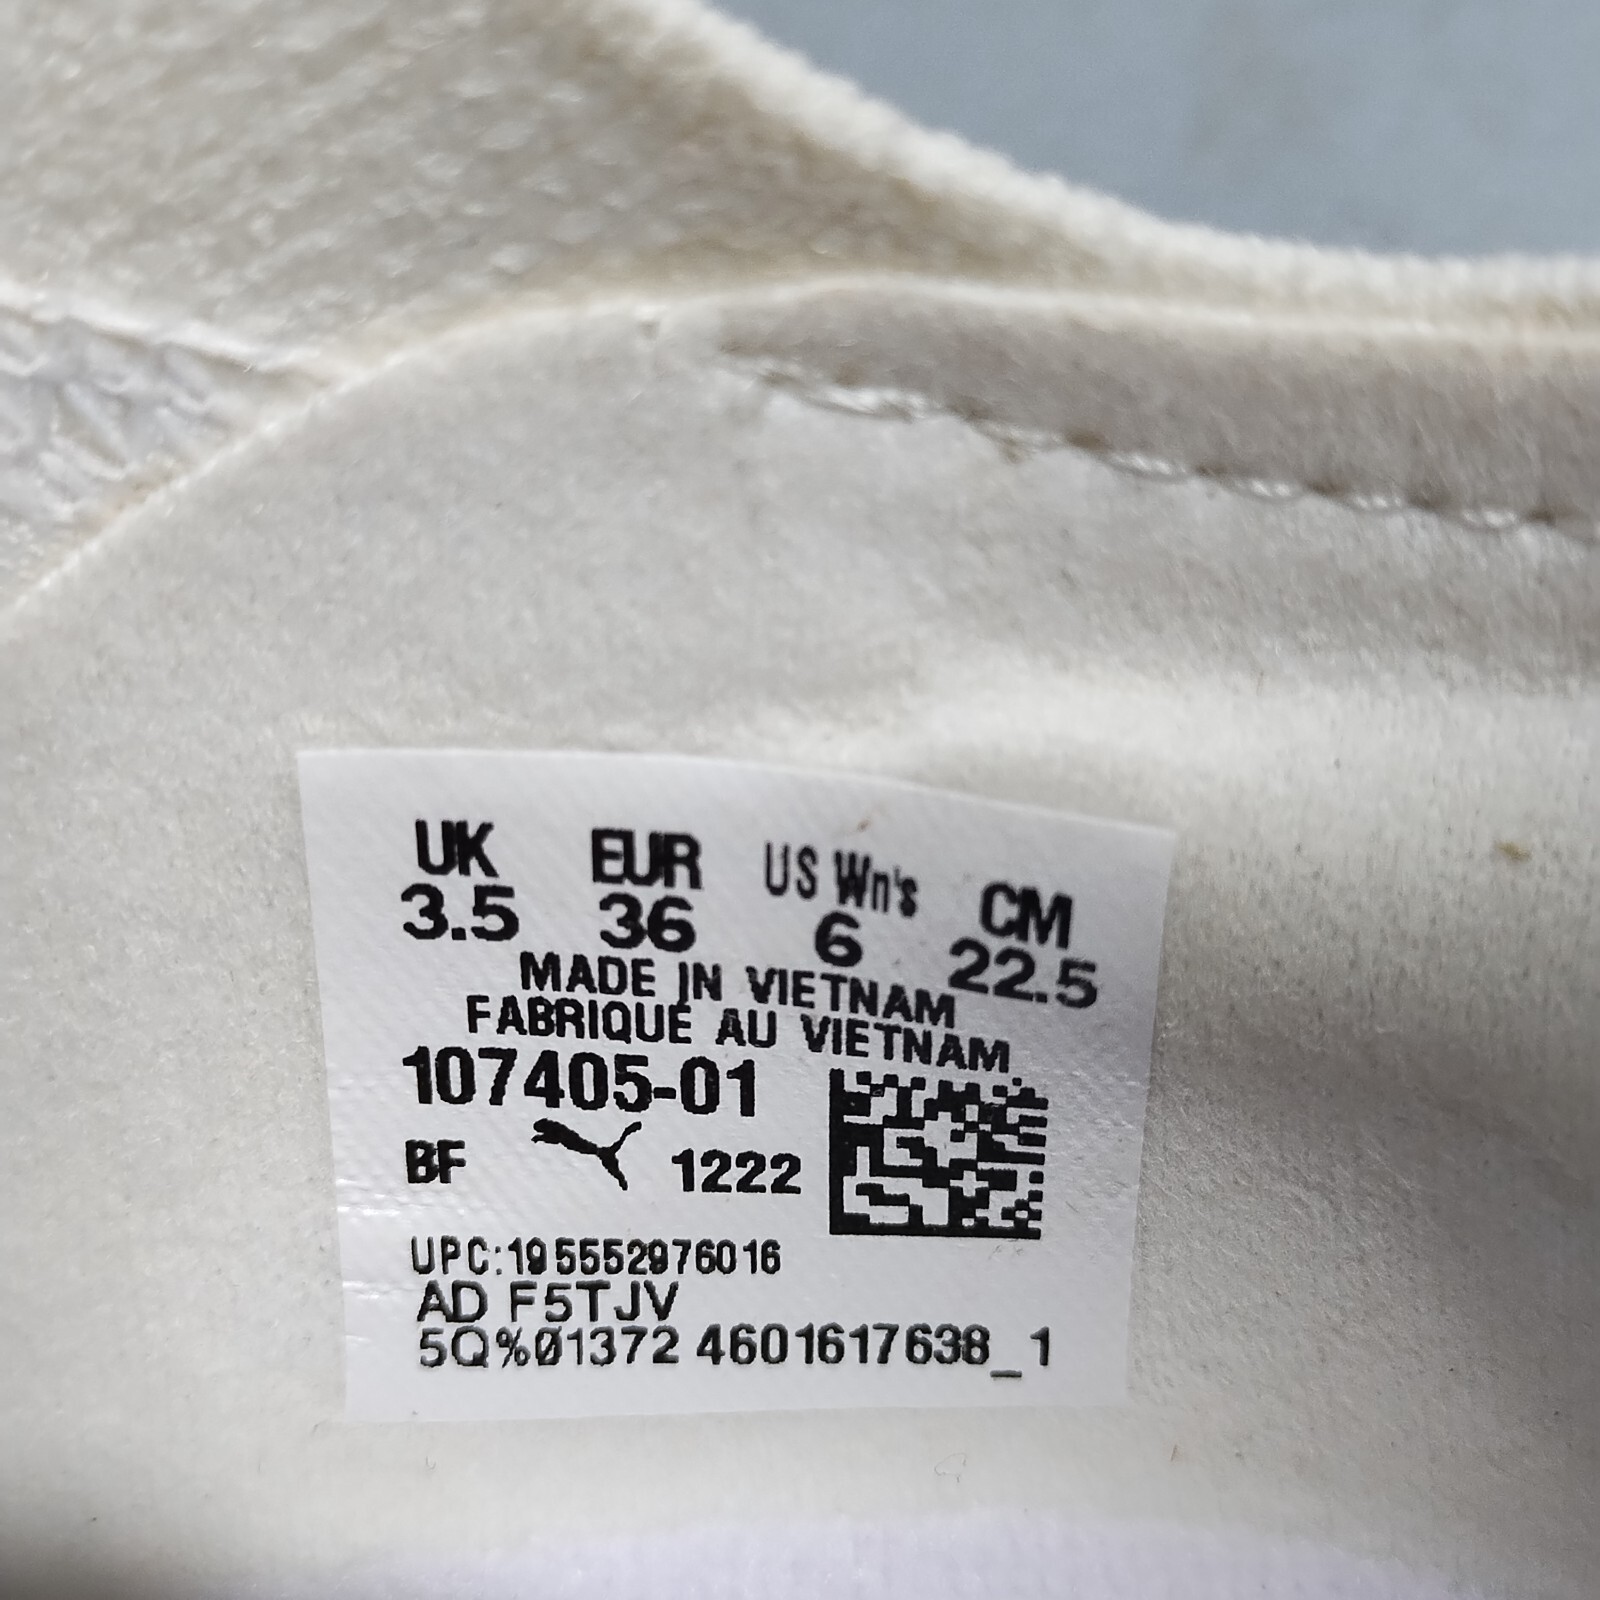 UK EUR US Wn's CM
3.5 36 6 22.5
MADE IN VIETNAM
FABRIQUE AU VIETNAM
107405-01
BF 1222
UPC:195552976016
AD F5TJV
5Q%01372 4601617638_1